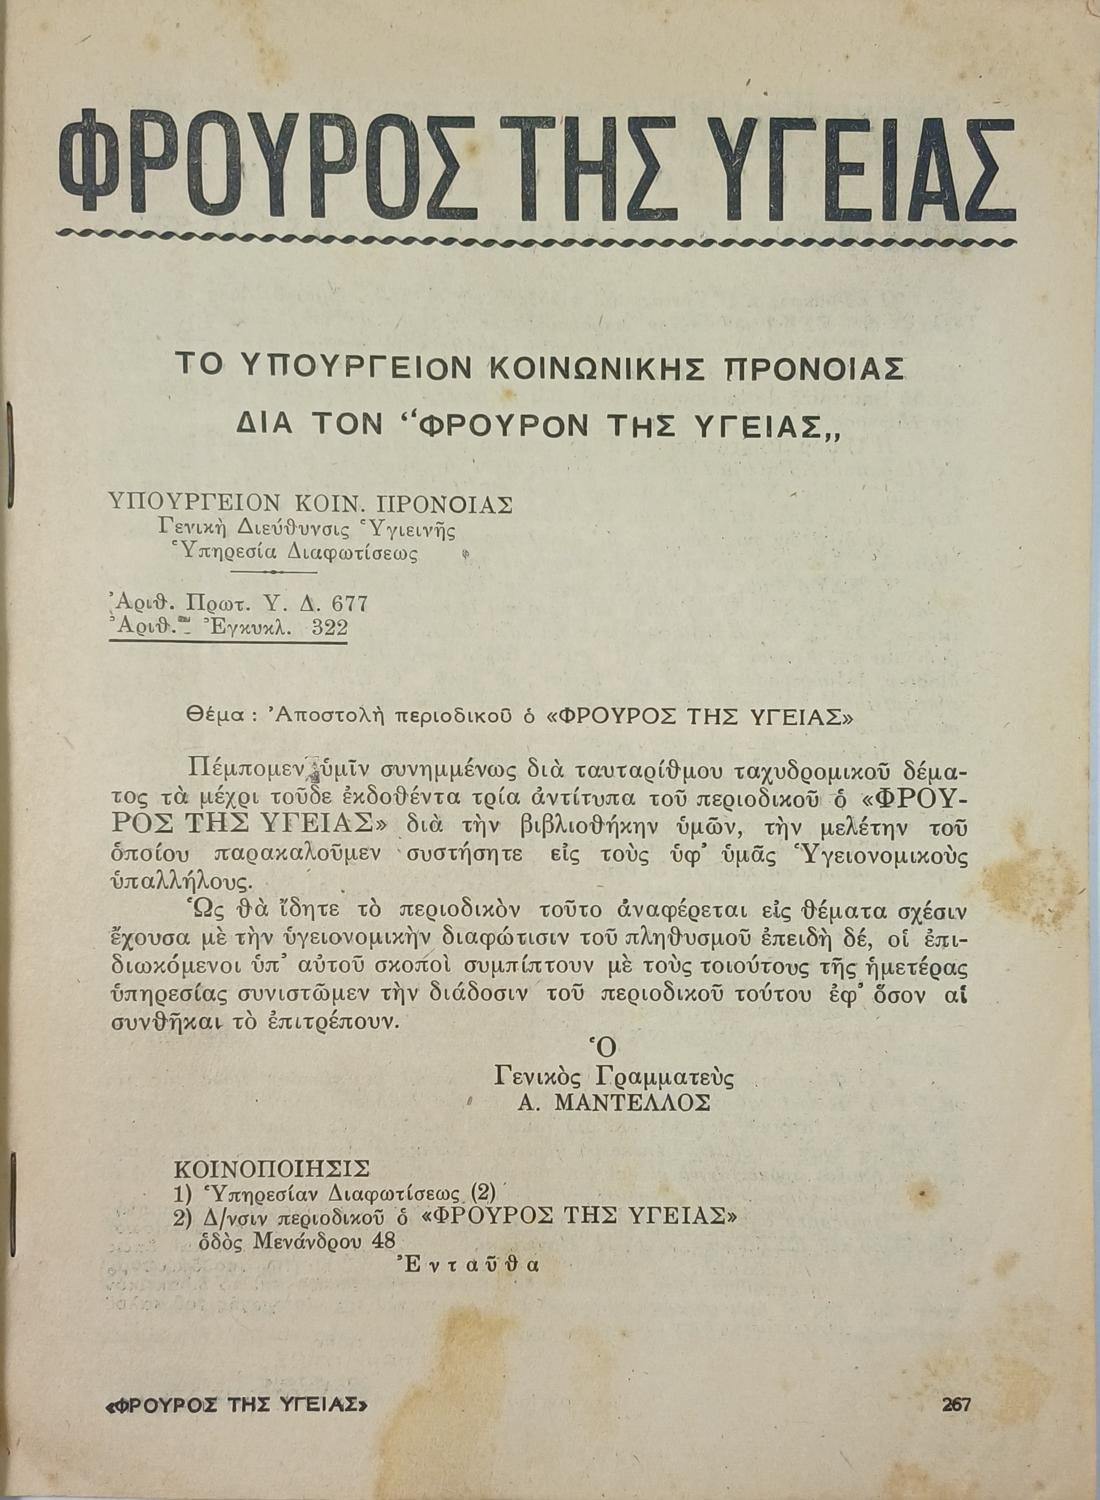 ΦΡΟΥΡΟΣ ΤΗΣ ΥΓΕΙΑΣ
ΤΟ ΥΠΟΥΡΓΕΙΟΝ ΚΟΙΝΩΝΙΚΗΣ ΠΡΟΝΟΙΑΣ
ΔΙΑ ΤΟΝ “ΦΡΟΥΡΟΝ ΤΗΣ ΥΓΕΙΑΣ„
ΥΠΟΥΡΓΕΙΟΝ ΚΟΙΝ. ΠΡΟΝΟΙΑΣ
Γενικὴ Διεύθυνσις Ὑγιεινῆς
Ὑπηρεσία Διαφωτίσεως
Ἀριθ. Πρωτ. Υ. Δ. 677
Ἀριθ. Ἐγκυκλ. 322
Θέμα : Ἀποστολὴ περιοδικοῦ ὁ «ΦΡΟΥΡΟΣ ΤΗΣ ΥΓΕΙΑΣ»
Πέμπομεν ὑμῖν συνημμένως διὰ ταυταρίθμου ταχυδρομικοῦ δέμα-
τος τὰ μέχρι τοῦδε ἐκδοθέντα τρία ἀντίτυπα τοῦ περιοδικοῦ ὁ «ΦΡΟΥ-
ΡΟΣ ΤΗΣ ΥΓΕΙΑΣ» διὰ τὴν βιβλιοθήκην ὑμῶν, τὴν μελέτην τοῦ
ὁποίου παρακαλοῦμεν συστήσητε εἰς τοὺς ὑφ’ ὑμᾶς Ὑγειονομικοὺς
ὑπαλλήλους.
Ὡς θὰ ἴδητε τὸ περιοδικὸν τοῦτο ἀναφέρεται εἰς θέματα σχέσιν
ἔχουσα μὲ τὴν ὑγειονομικὴν διαφώτισιν τοῦ πληθυσμοῦ ἐπειδὴ δέ, οἱ ἐπι-
διωκόμενοι ὑπ’ αὐτοῦ σκοποὶ συμπίπτουν μὲ τοὺς τοιούτους τῆς ἡμετέρας
ὑπηρεσίας συνιστῶμεν τὴν διάδοσιν τοῦ περιοδικοῦ τούτου ἐφ’ ὅσον αἱ
συνθῆκαι τὸ ἐπιτρέπουν.
Ὁ
Γενικὸς Γραμματεὺς
Α. ΜΑΝΤΕΛΛΟΣ
ΚΟΙΝΟΠΟΙΗΣΙΣ
1) Ὑπηρεσίαν Διαφωτίσεως (2)
2) Δ/νσιν περιοδικοῦ ὁ «ΦΡΟΥΡΟΣ ΤΗΣ ΥΓΕΙΑΣ»
ὁδὸς Μενάνδρου 48
Ἐνταῦθα
«ΦΡΟΥΡΟΣ ΤΗΣ ΥΓΕΙΑΣ» 267